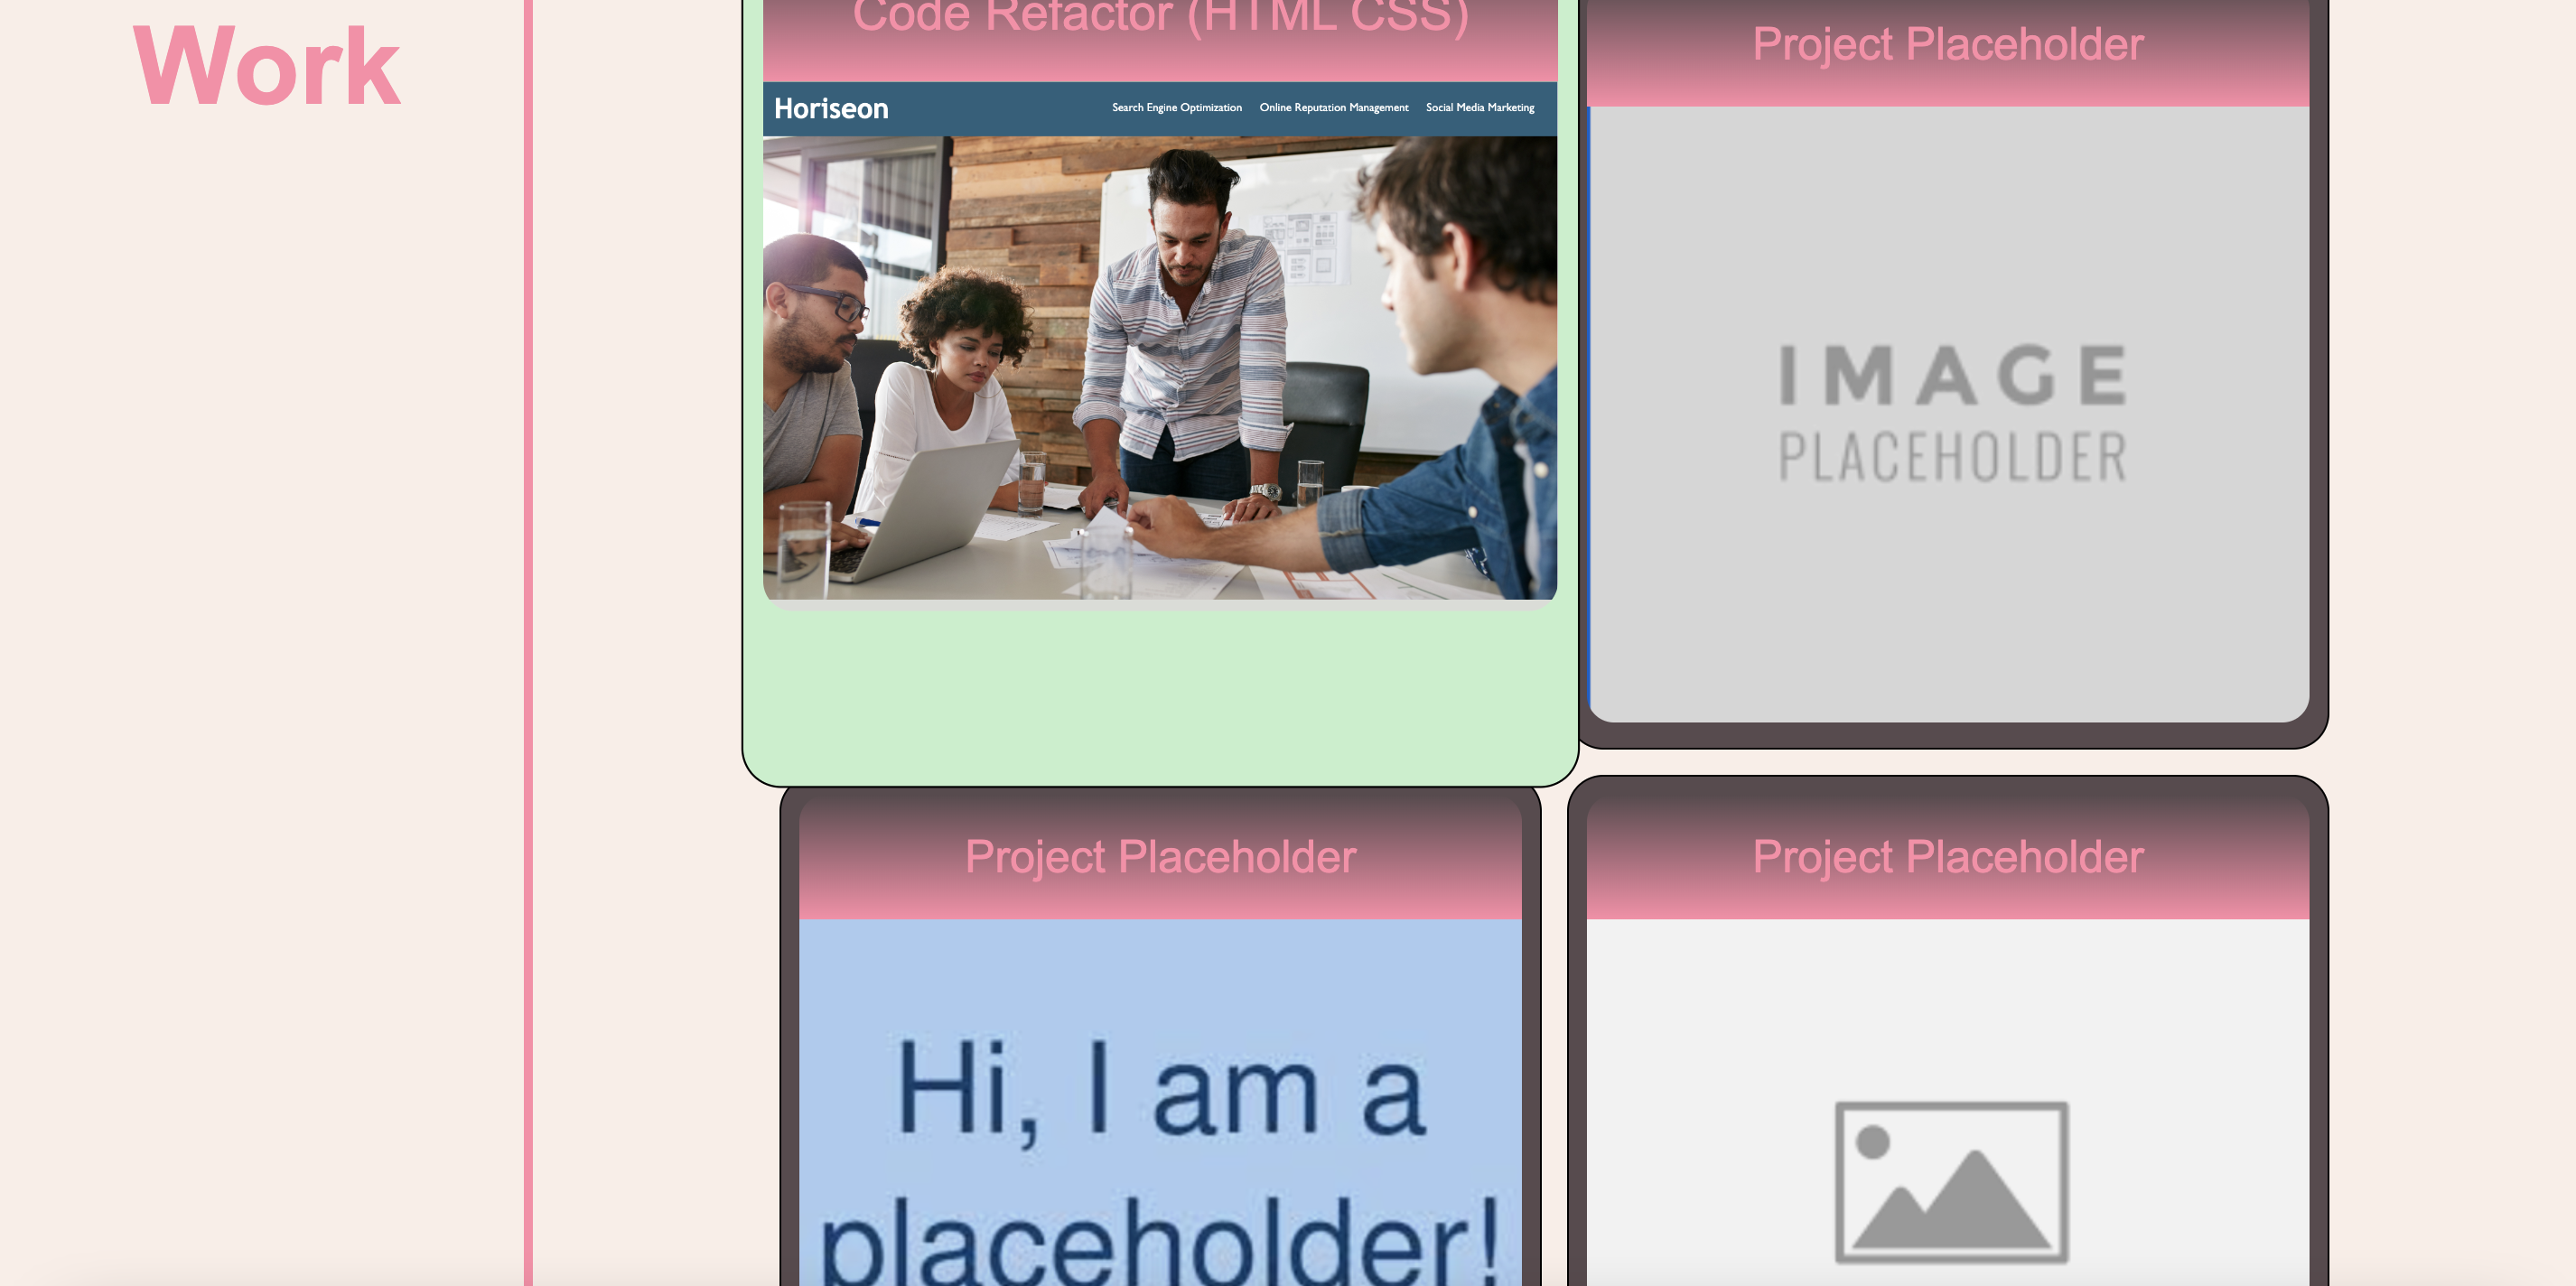 Work
Code Refactor (HTML CSS)
Project Placeholder
Horiseon
Search Engine Optimization Online Reputation Management Social Media Marketing
IMAGE
PLACEHOLDER
Project Placeholder
Project Placeholder
Hi, I am a
placeholder!